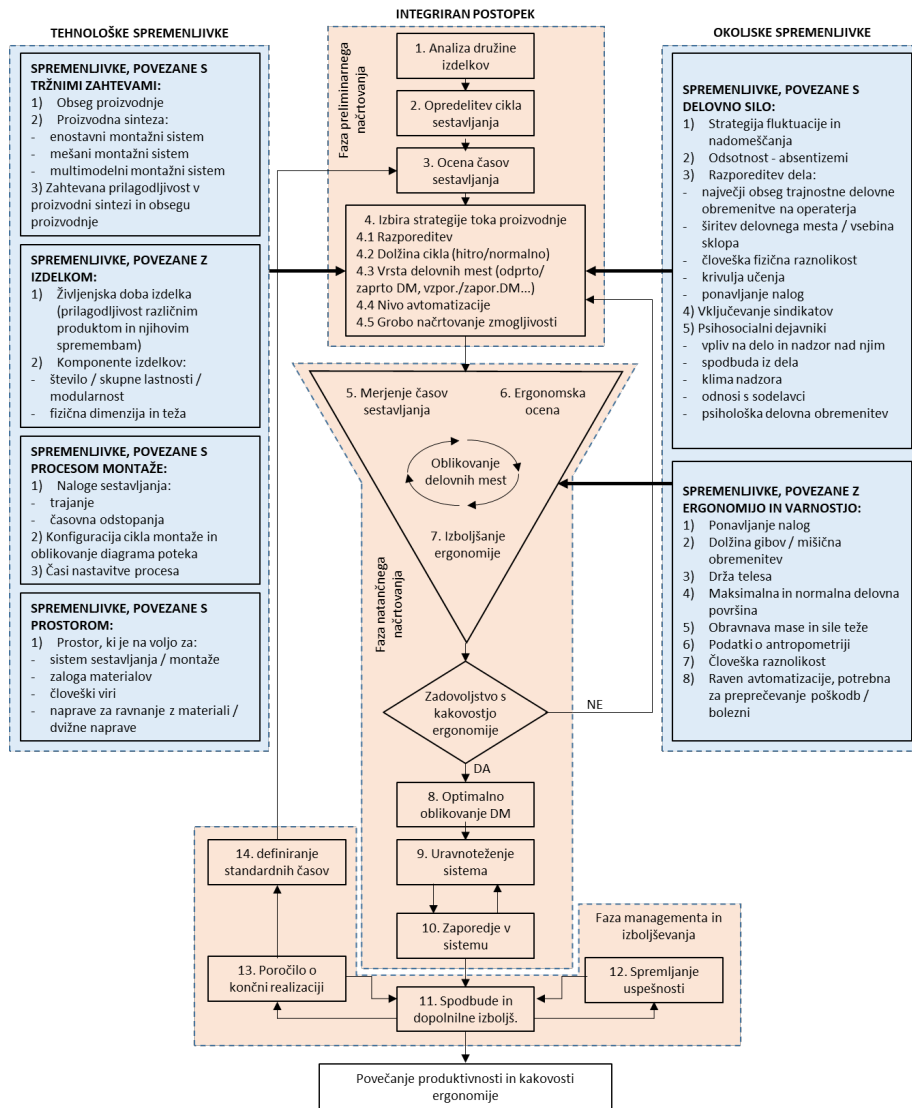 TEHNOLOŠKE SPREMENLJIVKE
SPREMENLJIVKE, POVEZANE S
TRŽNIMI ZAHTEVAMI:
1) Obseg proizvodnje
2) Proizvodna sinteza:
- enostavni montažni sistem
- mešani montažni sistem
- multimodelni montažni sistem
3) Zahtevana prilagodljivost v
proizvodni sintezi in obsegu
proizvodnje
SPREMENLJIVKE, POVEZANE Z
IZDELKOM:
1) Življenjska doba izdelka
(prilagodljivost različnim
produktom in njihovim
spremembam)
2) Komponente izdelkov:
- število / skupne lastnosti /
modularnost
- fizična dimenzija in teža
SPREMENLJIVKE, POVEZANE S
PROCESOM MONTAŽE:
1) Naloge sestavljanja:
- trajanje
- časovna odstopanja
2) Konfiguracija cikla montaže in
oblikovanje diagrama poteka
3) Časi nastavitve procesa
SPREMENLJIVKE, POVEZANE S
PROSTOROM:
1) Prostor, ki je na voljo za:
- sistem sestavljanja / montaže
- zaloga materialov
- človeški viri
- naprave za ravnanje z materiali /
dvižne naprave
INTEGRIRAN POSTOPEK
Faza preliminarnega
načrtovanja
1. Analiza družine
izdelkov
2. Opredelitev cikla
sestavljanja
3. Ocena časov
sestavljanja
4. Izbira strategije toka proizvodnje
4.1 Razporeditev
4.2 Dolžina cikla (hitro/normalno)
4.3 Vrsta delovnih mest (odprto/
zaprto DM, vzpor./zapor.DM...)
4.4 Nivo avtomatizacije
4.5 Grobo načrtovanje zmogljivosti
5. Merjenje časov
sestavljanja
6. Ergonomska
ocena
Oblikovanje
delovnih mest
7. Izboljšanje
ergonomije
Faza natančnega
načrtovanja
Zadovoljstvo s
kakovostjo
ergonomije
NE
DA
8. Optimalno
oblikovanje DM
9. Uravnoteženje
sistema
10. Zaporedje v
sistemu
14. definiranje
standardnih časov
13. Poročilo o
končni realizaciji
11. Spodbude in
dopolnilne izboljš.
Faza managementa in
izboljševanja
12. Spremljanje
uspešnosti
Povečanje produktivnosti in kakovosti
ergonomije
OKOLJSKE SPREMENLJIVKE
SPREMENLJIVKE, POVEZANE S
DELOVNO SILO:
1) Strategija fluktuacije in
nadomeščanja
2) Odsotnost - absentizemi
3) Razporeditev dela:
- največji obseg trajnostne delovne
obremenitve na operaterja
- širitev delovnega mesta / vsebina
sklopa
- človeška fizična raznolikost
- krivulja učenja
- ponavljanje nalog
4) Vključevanje sindikatov
5) Psihosocialni dejavniki
- vpliv na delo in nadzor nad njim
- spodbuda iz dela
- klima nadzora
- odnosi s sodelavci
- psihološka delovna obremenitev
SPREMENLJIVKE, POVEZANE Z
ERGONOMIJO IN VARNOSTJO:
1) Ponavljanje nalog
2) Dolžina gibov / mišična
obremenitev
3) Drža telesa
4) Maksimalna in normalna delovna
površina
5) Obravnava mase in sile teže
6) Podatki o antropometriji
7) Človeška raznolikost
8) Raven avtomatizacije, potrebna
za preprečevanje poškodb /
bolezni